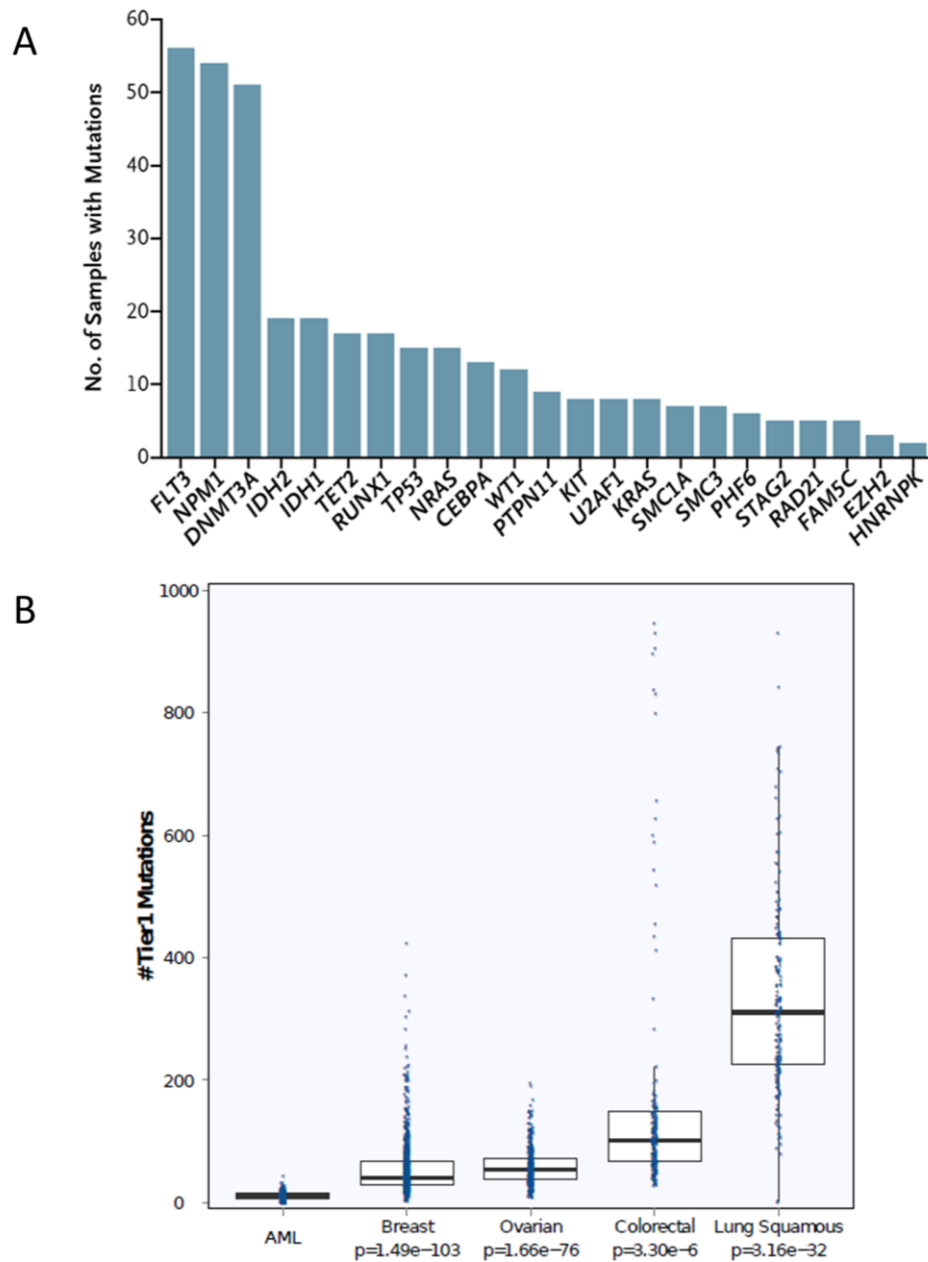 A
No. of Samples with Mutations
60
50
40
30
20
10
0
FLT3
NPM1
DNMT3A
IDH2
IDH1
TET2
RUNX1
TP53
NRAS
CEBPA
WT1
PTPN11
KIT
U2AF1
KRAS
SMC1A
SMC3
PHF6
STAG2
RAD21
FAM5C
EZH2
HNRNPK
B
#Tier1 Mutations
1000
800
600
400
200
0
AML
Breast
p=1.49e−103
Ovarian
p=1.66e−76
Colorectal
p=3.30e−6
Lung Squamous
p=3.16e−32